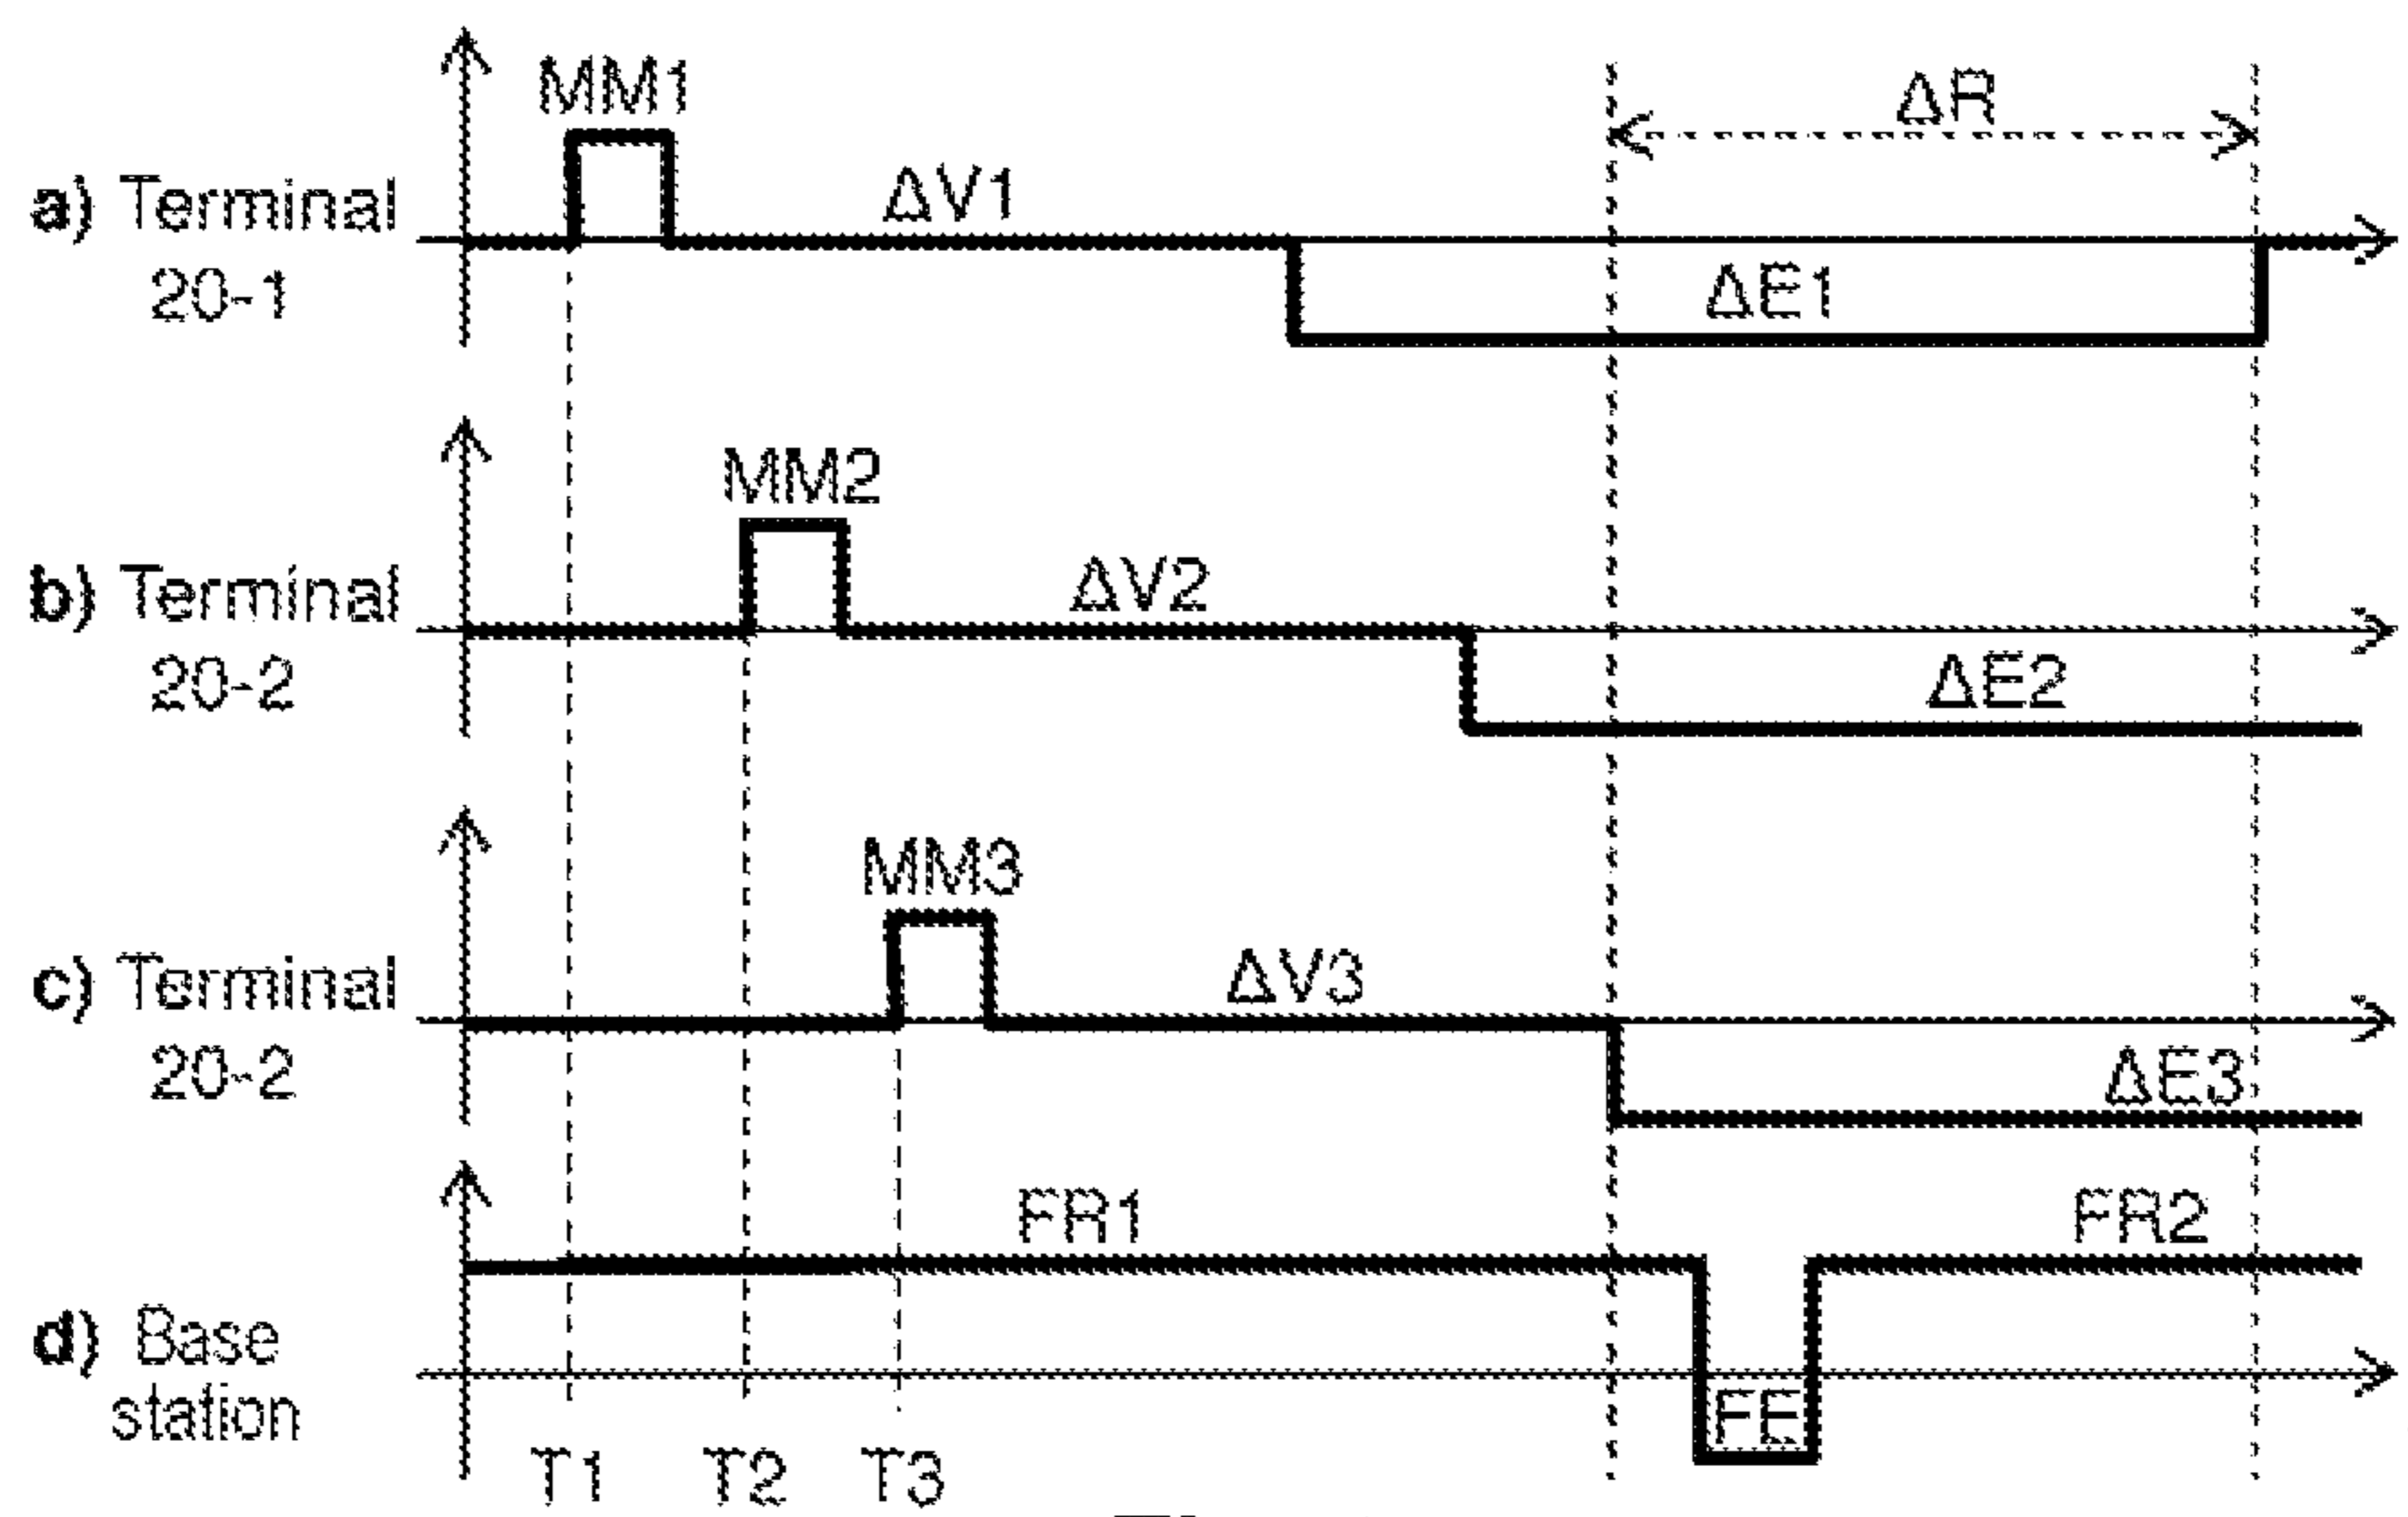 MM1
ΔR
a) Terminal
20-1
ΔV1
ΔE1
MM2
b) Terminal
20-2
ΔV2
ΔE2
MM3
c) Terminal
20-2
ΔV3
ΔE3
FR1
FR2
d) Base
station
FE
T1
T2
T3